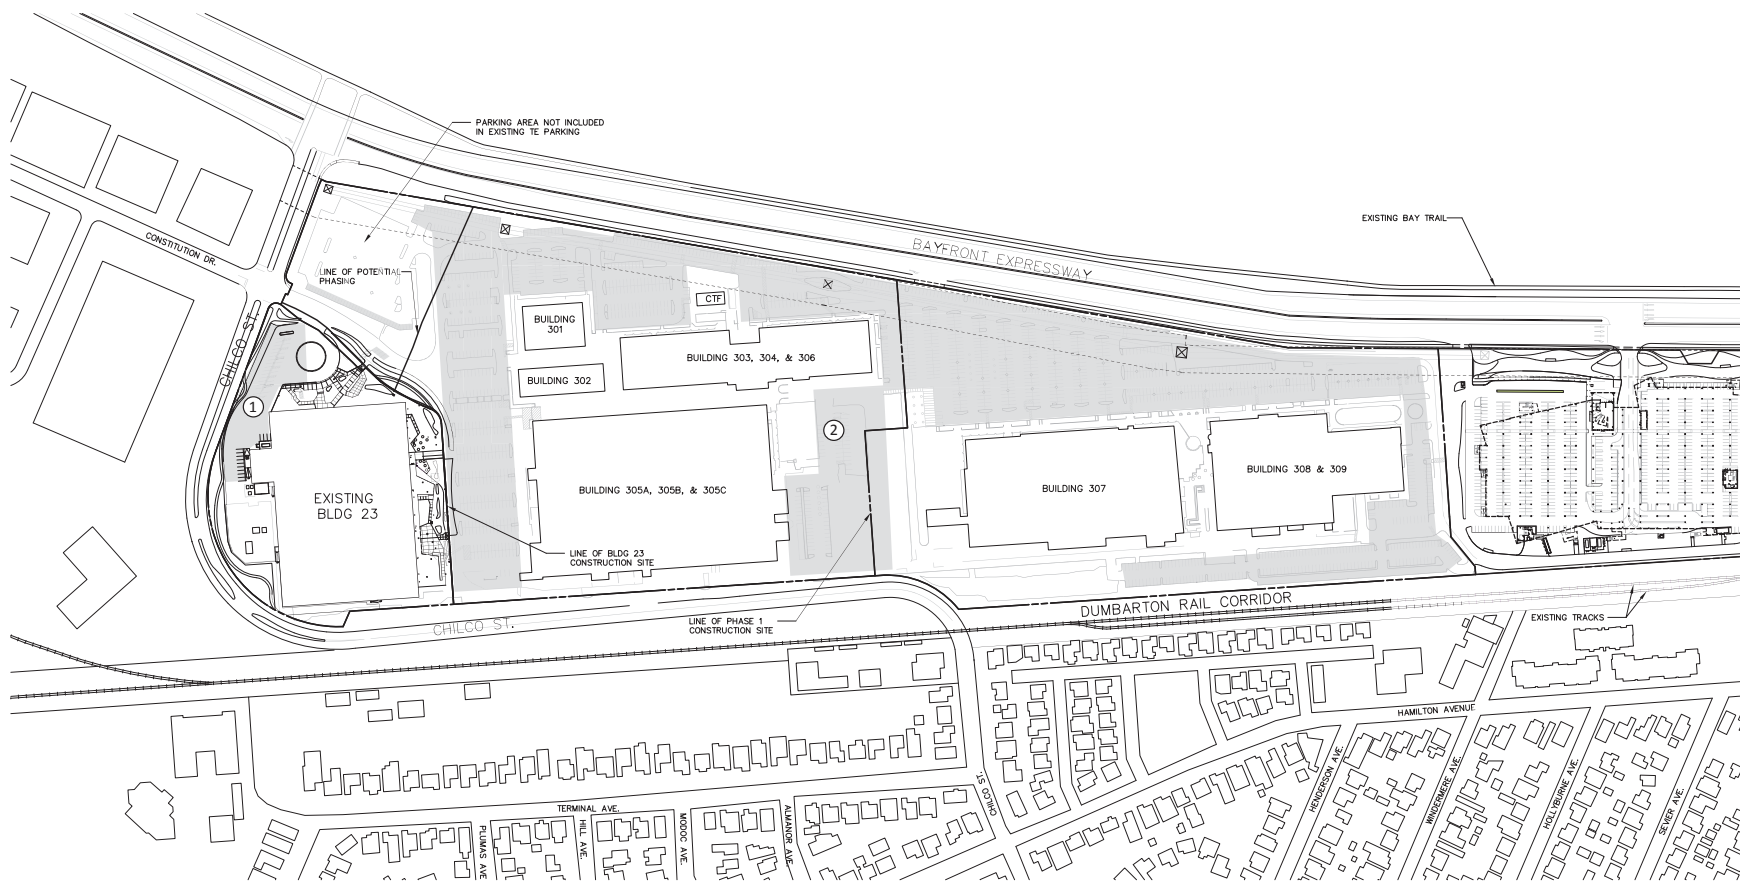 PARKING AREA NOT INCLUDED
IN EXISTING TE PARKING
EXISTING BAY TRAIL
CONSTITUTION DR.
BAYFRONT EXPRESSWAY
LINE OF POTENTIAL
PHASING
CTF
BUILDING
301
CHILCO ST.
BUILDING 303, 304, & 306
BUILDING 302
1
2
BUILDING 308 & 309
BUILDING 305A, 305B, & 305C
BUILDING 307
EXISTING
BLDG 23
LINE OF BLDG 23
CONSTRUCTION SITE
DUMBARTON RAIL CORRIDOR
CHILCO ST.
LINE OF PHASE 1
CONSTRUCTION SITE
EXISTING TRACKS
HAMILTON AVENUE
HENDERSON AVE.
WINDERMERE AVE.
HOLLYBURNE AVE.
SEVIER AVE.
CHILCO ST.
TERMINAL AVE.
PLUMAS AVE
HILL AVE.
MODOC AVE.
ALMANOR AVE.